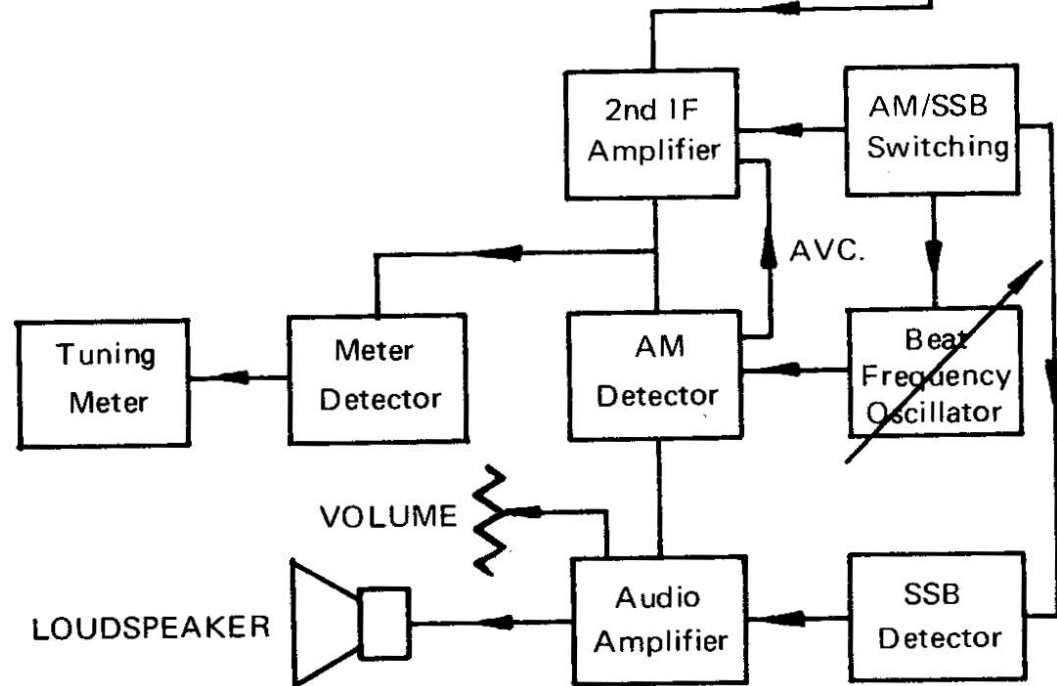 2nd IF
Amplifier
AM/SSB
Switching
AVC.
Tuning
Meter
Meter
Detector
AM
Detector
Beat
Frequency
Oscillator
VOLUME
LOUDSPEAKER
Audio
Amplifier
SSB
Detector